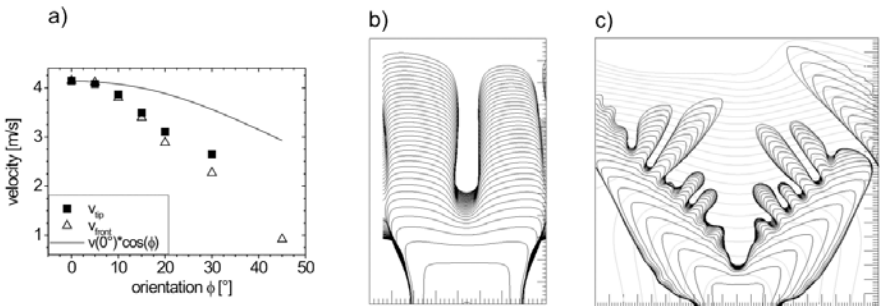 a)
b)
c)
velocity [m/s]
4
3
2
1
v_tip
v_front
v(0°)*cos(ϕ)
0 10 20 30 40 50
orientation ϕ [°]